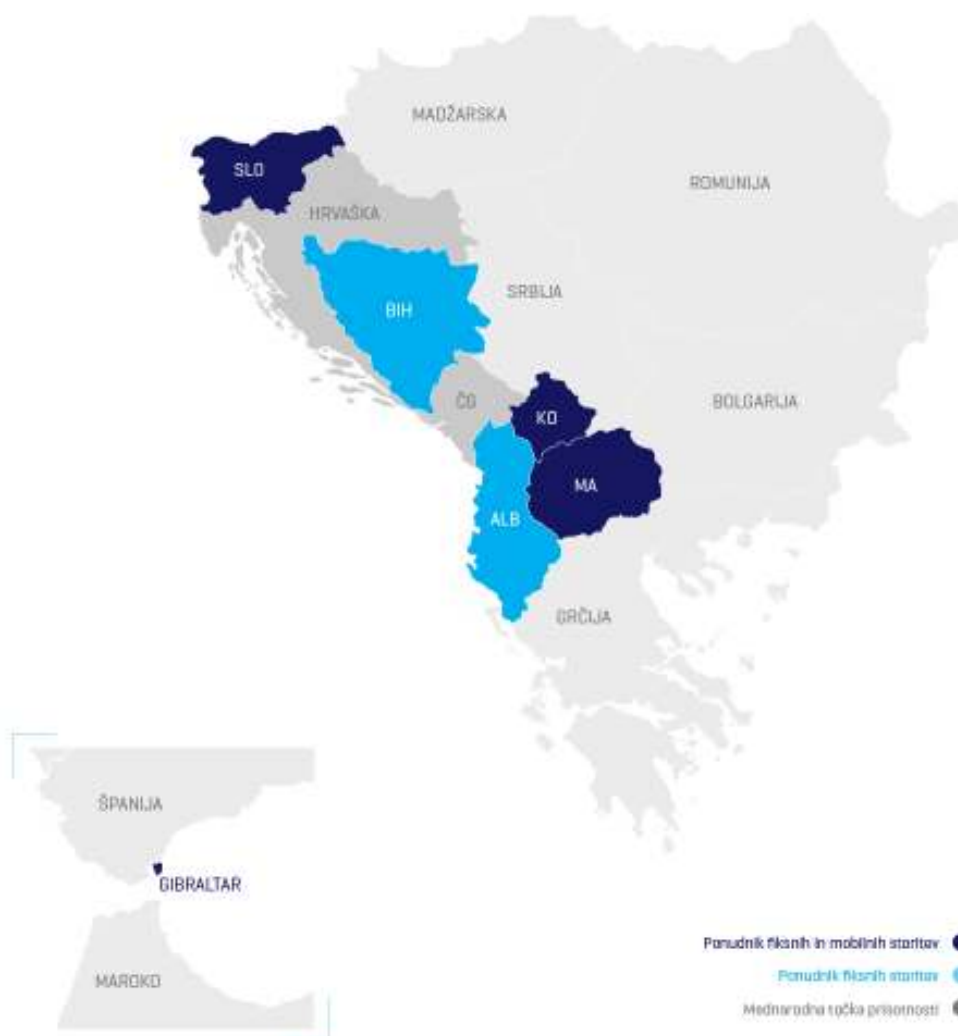 MADŽARSKA
SLO
ROMUNIJA
HRVAŠKA
SRBIJA
BIH
BOLGARIJA
ČG
KO
MA
ALB
GRČIJA
ŠPANIJA
GIBRALTAR
MAROKO
Ponudnik fiksnih in mobilnih storitev
Ponudnik fiksnih storitev
Mednarodna točka prisotnosti